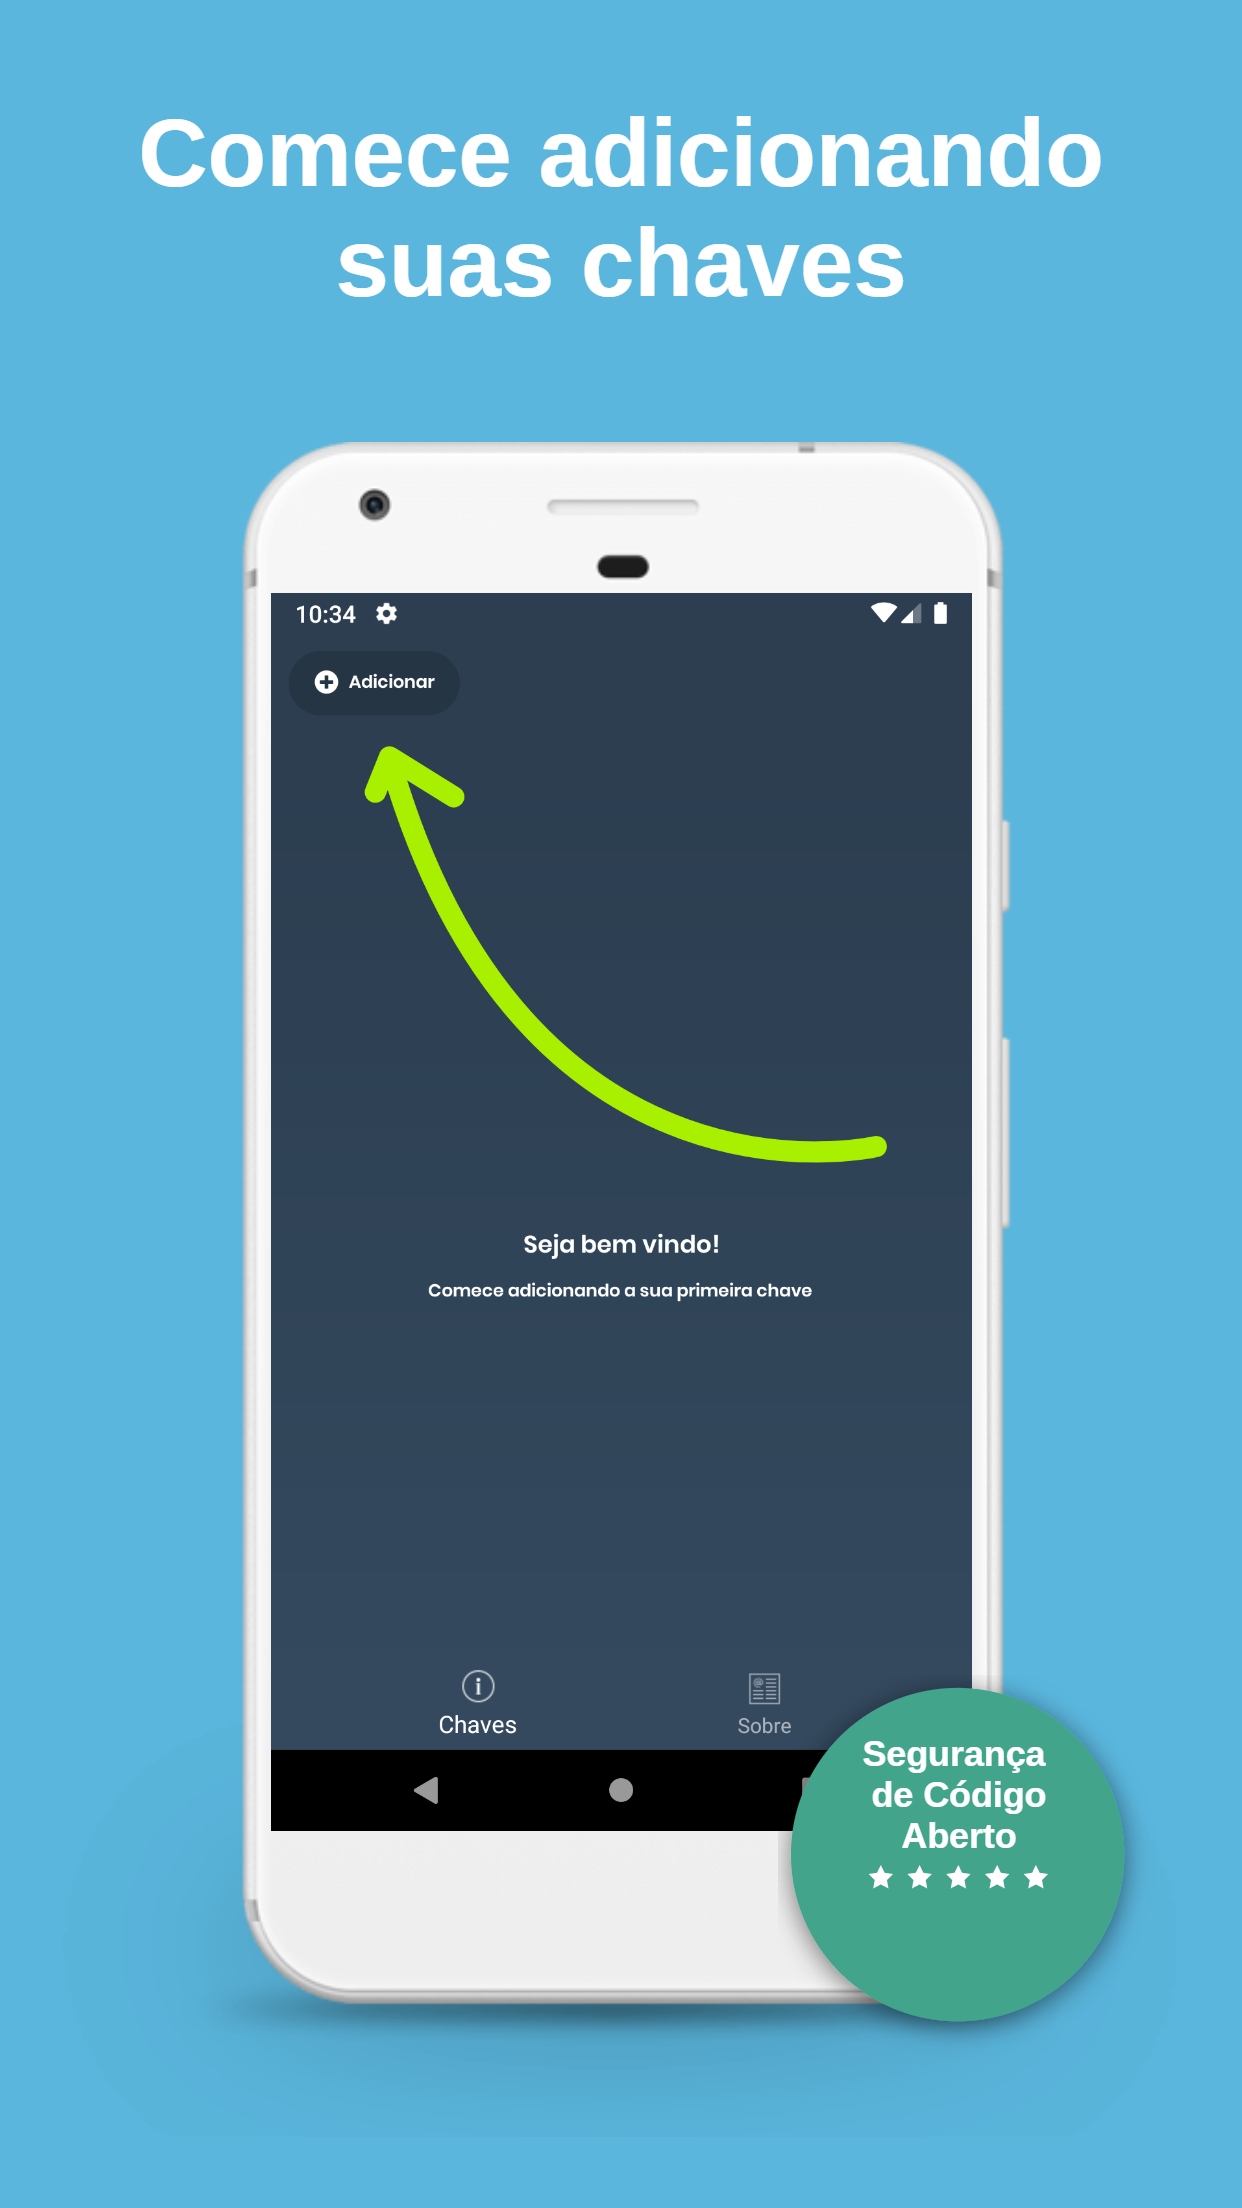 Comece adicionando
suas chaves
10:34
Adicionar
Seja bem vindo!
Comece adicionando a sua primeira chave
Chaves
Sobre
Segurança
de Código
Aberto